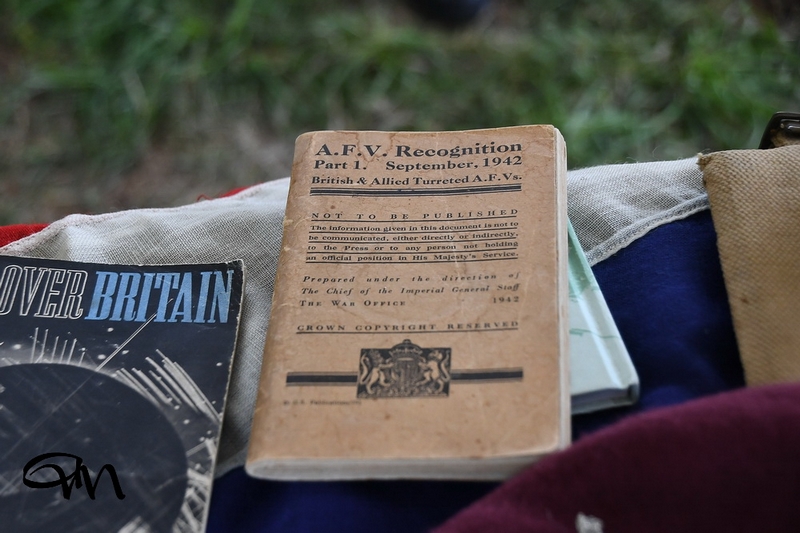 A.F.V. Recognition
Part 1. September, 1942
British & Allied Turreted A.F.Vs.
NOT TO BE PUBLISHED
The information given in this document is not to
be communicated, either directly or indirectly,
to the Press or to any person not holding
an official position in His Majesty's Service.
Prepared under the direction of
The Chief of the Imperial General Staff
THE WAR OFFICE 1942
CROWN COPYRIGHT RESERVED
OVER BRITAIN